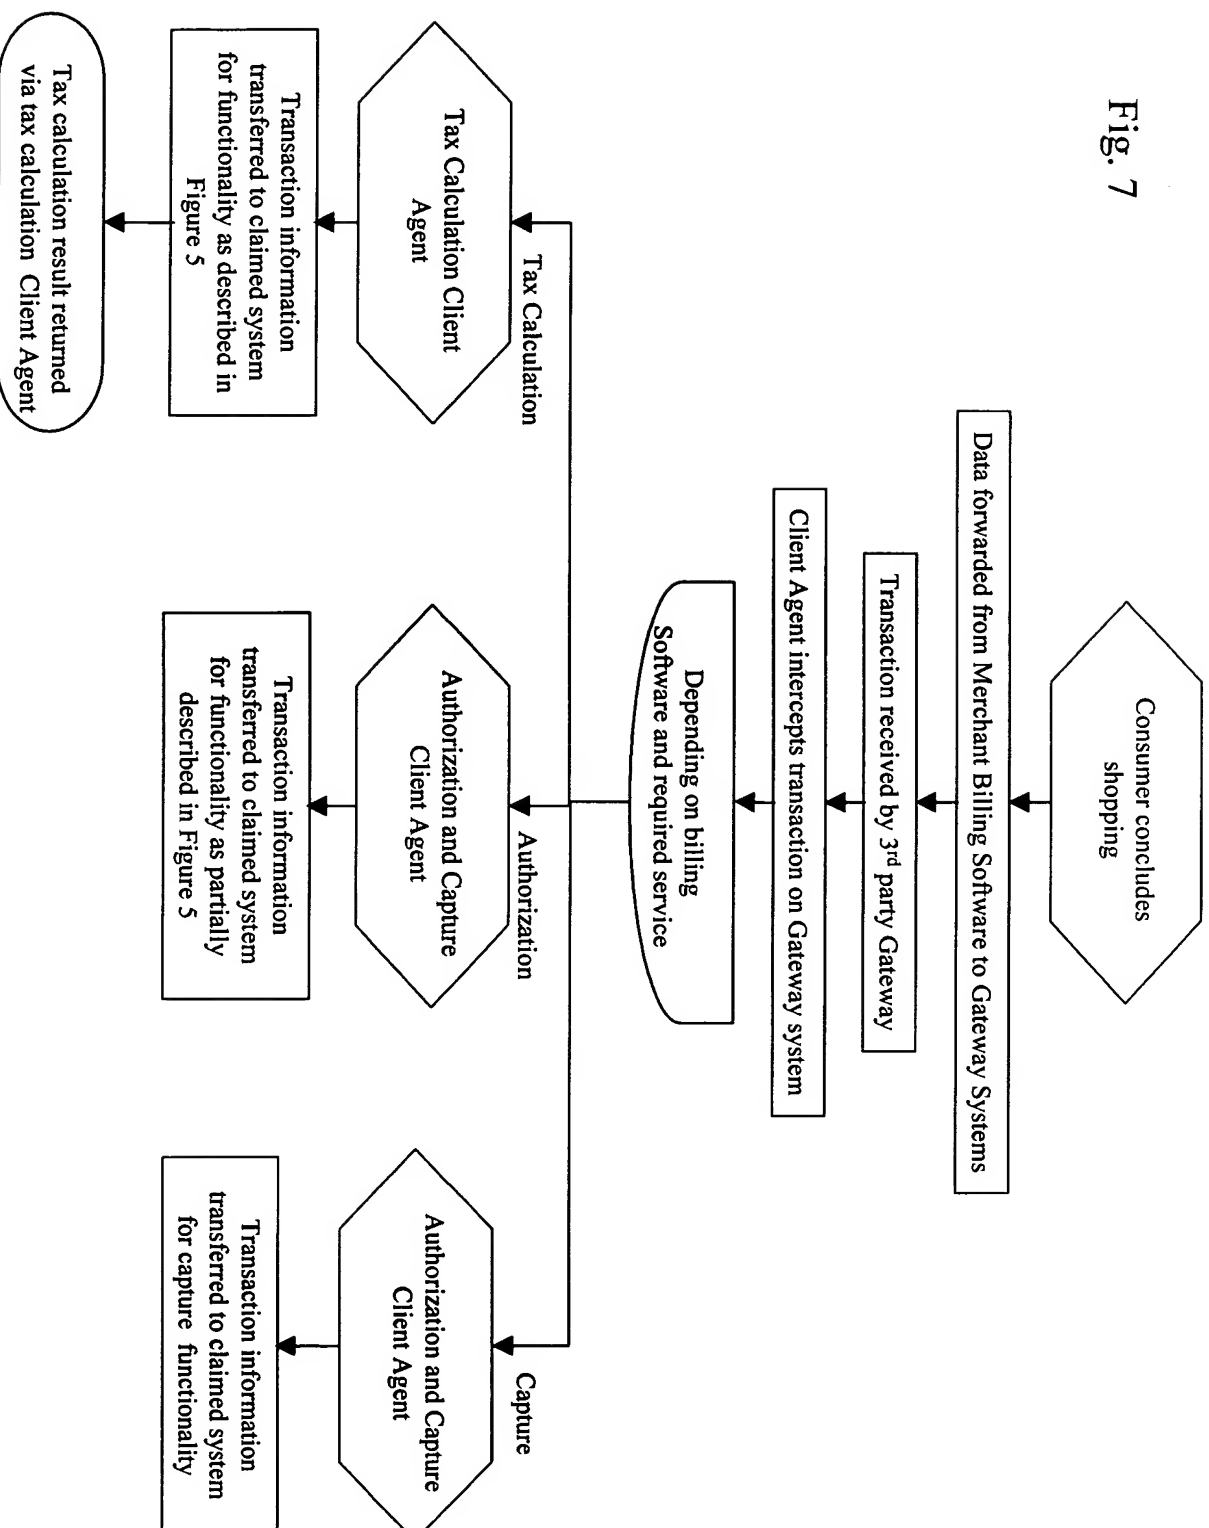 Fig. 7
Consumer concludes
shopping
Data forwarded from Merchant Billing Software to Gateway Systems
Transaction received by 3rd party Gateway
Client Agent intercepts transaction on Gateway system
Depending on billing
Software and required service
Tax Calculation
Tax Calculation Client
Agent
Transaction information
transferred to claimed system
for functionality as described in
Figure 5
Tax calculation result returned
via tax calculation Client Agent
Authorization
Authorization and Capture
Client Agent
Transaction information
transferred to claimed system
for functionality as partially
described in Figure 5
Capture
Authorization and Capture
Client Agent
Transaction information
transferred to claimed system
for capture functionality